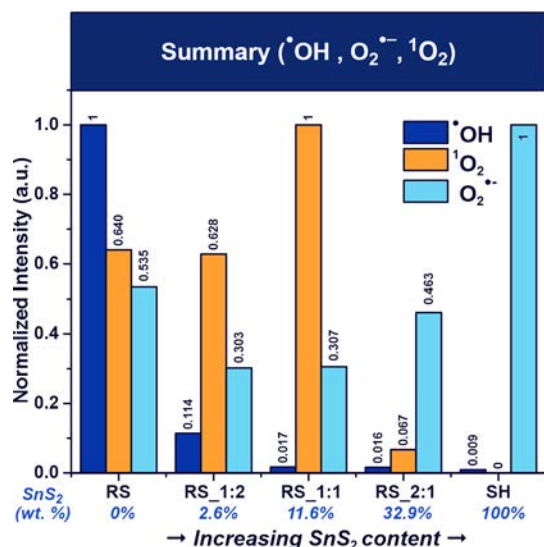 Summary (•OH , O₂•−, ¹O₂)
•OH
¹O₂
O₂•-
Normalized Intensity (a.u.)
1.0
0.8
0.6
0.4
0.2
0.0
1 0.640 0.535
0.114 0.628 0.303
0.017 1 0.307
0.016 0.067 0.463
0.009 0 1
RS RS_1:2 RS_1:1 RS_2:1 SH
SnS₂
(wt. %) 0% 2.6% 11.6% 32.9% 100%
→ Increasing SnS₂ content →